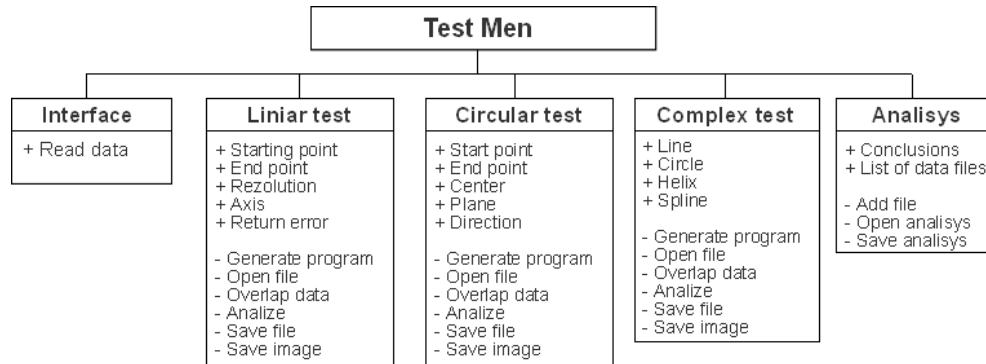 Test Men
Interface
+ Read data
Liniar test
+ Starting point
+ End point
+ Rezolution
+ Axis
+ Return error
- Generate program
- Open file
- Overlap data
- Analize
- Save file
- Save image
Circular test
+ Start point
+ End point
+ Center
+ Plane
+ Direction
- Generate program
- Open file
- Overlap data
- Analize
- Save file
- Save image
Complex test
+ Line
+ Circle
+ Helix
+ Spline
- Generate program
- Open file
- Overlap data
- Analize
- Save file
- Save image
Analisys
+ Conclusions
+ List of data files
- Add file
- Open analisys
- Save analisys